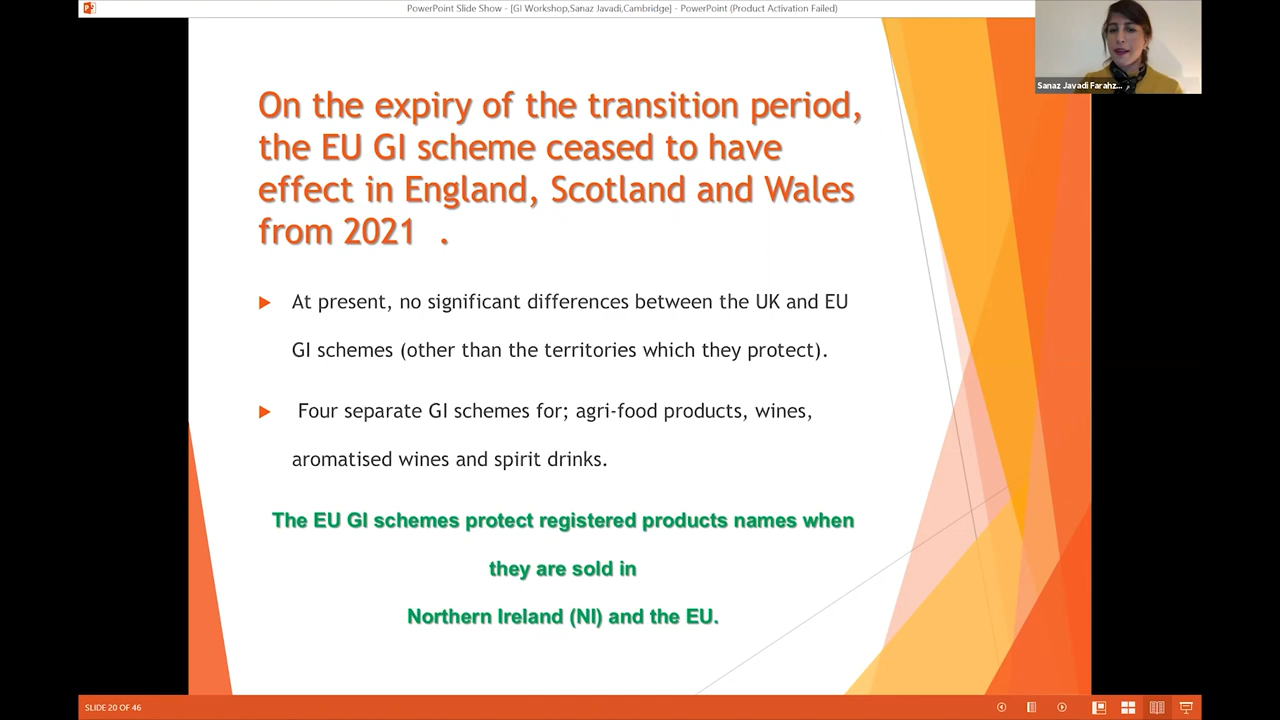 PowerPoint Slide Show - [GI Workshop,Sanaz Javadi,Cambridge] - PowerPoint (Product Activation Failed)
Sanaz Javadi Farahz...
On the expiry of the transition period,
the EU GI scheme ceased to have
effect in England, Scotland and Wales
from 2021 .
At present, no significant differences between the UK and EU
GI schemes (other than the territories which they protect).
Four separate GI schemes for; agri-food products, wines,
aromatised wines and spirit drinks.
The EU GI schemes protect registered products names when
they are sold in
Northern Ireland (NI) and the EU.
SLIDE 20 OF 46